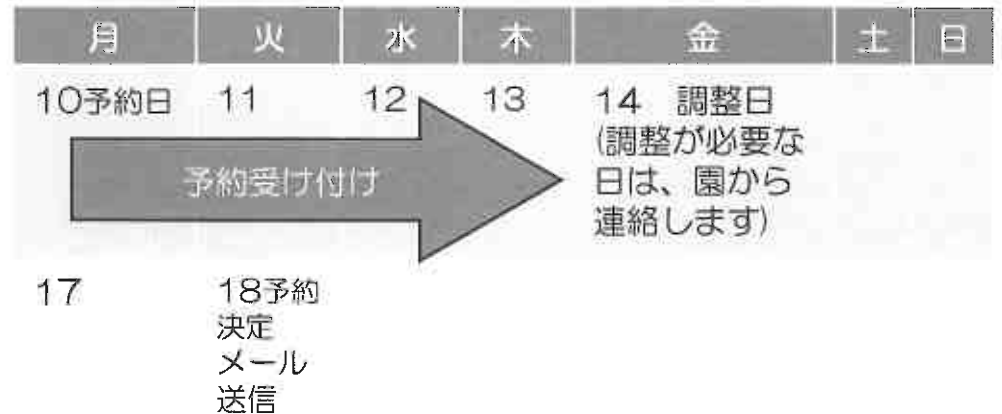 月 火 水 木 金 土 日
10予約日 11 12 13 14 調整日
(調整が必要な
日は、園から
連絡します)
予約受け付け
17 18予約
決定
メール
送信